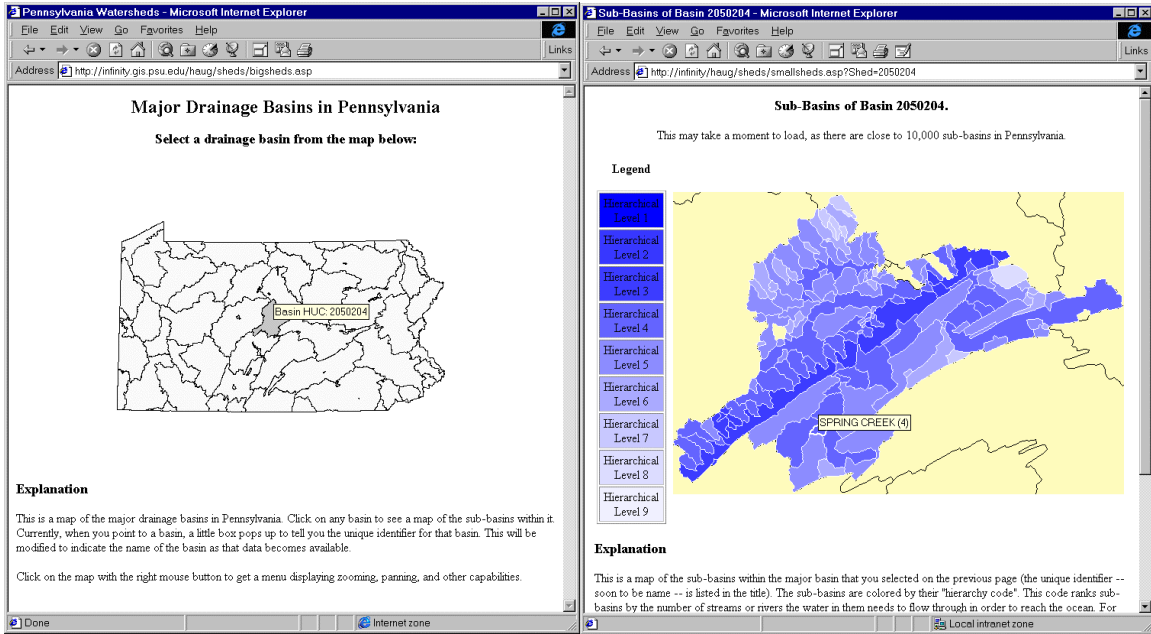 Pennsylvania Watersheds - Microsoft Internet Explorer
File Edit View Go Favorites Help
Links
Address http://infinity.gis.psu.edu/haug/sheds/bigsheds.asp
Major Drainage Basins in Pennsylvania
Select a drainage basin from the map below:
Basin HUC: 2050204
Explanation
This is a map of the major drainage basins in Pennsylvania. Click on any basin to see a map of the sub-basins within it.
Currently, when you point to a basin, a little box pops up to tell you the unique identifier for that basin. This will be
modified to indicate the name of the basin as that data becomes available.
Click on the map with the right mouse button to get a menu displaying zooming, panning, and other capabilities.
Done
Internet zone
Sub-Basins of Basin 2050204 - Microsoft Internet Explorer
File Edit View Go Favorites Help
Links
Address http://infinity/haug/sheds/smallsheds.asp?Shed=2050204
Sub-Basins of Basin 2050204.
This may take a moment to load, as there are close to 10,000 sub-basins in Pennsylvania.
Legend
Hierarchical
Level 1
Hierarchical
Level 2
Hierarchical
Level 3
Hierarchical
Level 4
Hierarchical
Level 5
Hierarchical
Level 6
Hierarchical
Level 7
Hierarchical
Level 8
Hierarchical
Level 9
SPRING CREEK (4)
Explanation
This is a map of the sub-basins within the major basin that you selected on the previous page (the unique identifier --
soon to be name -- is listed in the title). The sub-basins are colored by their "hierarchy code". This code ranks sub-
basins by the number of streams or rivers the water in them needs to flow through in order to reach the ocean. For
Local intranet zone